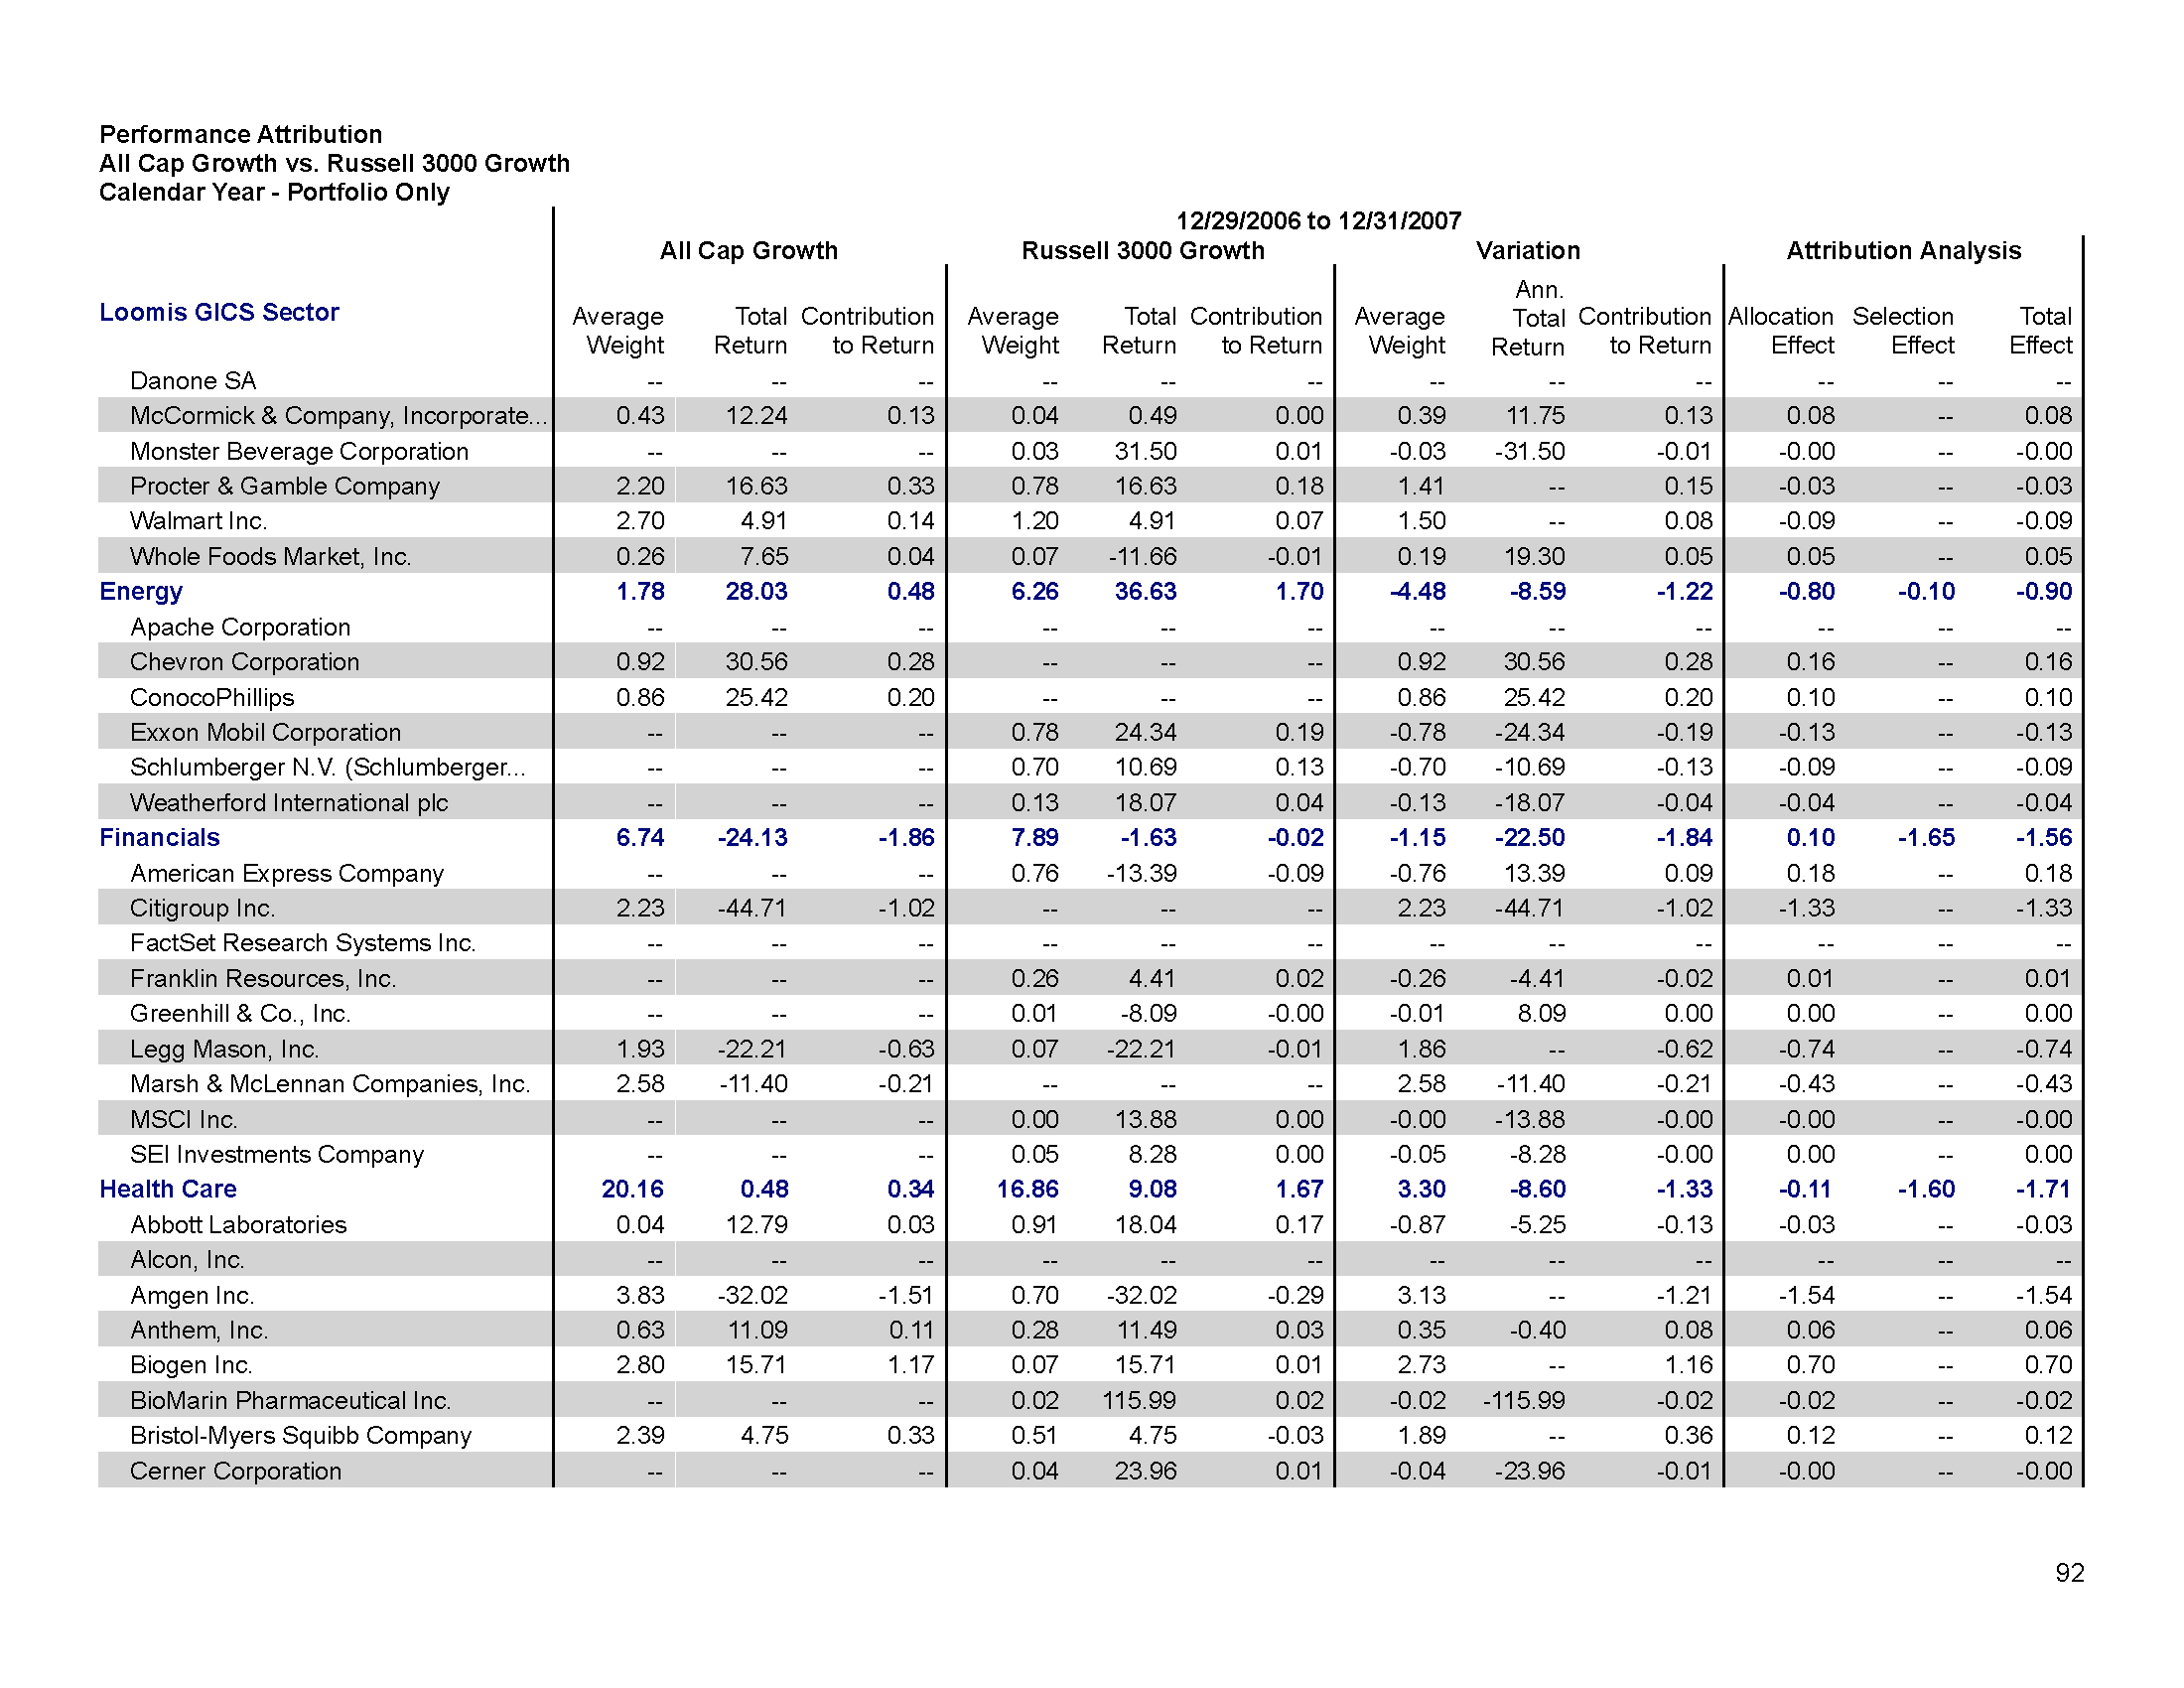 Performance Attribution
All Cap Growth vs. Russell 3000 Growth
Calendar Year - Portfolio Only
12/29/2006 to 12/31/2007
All Cap Growth Russell 3000 Growth Variation Attribution Analysis
Loomis GICS Sector Average Weight Total Return Contribution to Return Average Weight Total Return Contribution to Return Average Weight Ann. Total Return Contribution to Return Allocation Effect Selection Effect Total Effect
Danone SA -- -- -- -- -- -- -- -- -- -- -- --
McCormick & Company, Incorporate... 0.43 12.24 0.13 0.04 0.49 0.00 0.39 11.75 0.13 0.08 -- 0.08
Monster Beverage Corporation -- -- -- 0.03 31.50 0.01 -0.03 -31.50 -0.01 -0.00 -- -0.00
Procter & Gamble Company 2.20 16.63 0.33 0.78 16.63 0.18 1.41 -- 0.15 -0.03 -- -0.03
Walmart Inc. 2.70 4.91 0.14 1.20 4.91 0.07 1.50 -- 0.08 -0.09 -- -0.09
Whole Foods Market, Inc. 0.26 7.65 0.04 0.07 -11.66 -0.01 0.19 19.30 0.05 0.05 -- 0.05
Energy 1.78 28.03 0.48 6.26 36.63 1.70 -4.48 -8.59 -1.22 -0.80 -0.10 -0.90
Apache Corporation -- -- -- -- -- -- -- -- -- -- -- --
Chevron Corporation 0.92 30.56 0.28 -- -- -- 0.92 30.56 0.28 0.16 -- 0.16
ConocoPhillips 0.86 25.42 0.20 -- -- -- 0.86 25.42 0.20 0.10 -- 0.10
Exxon Mobil Corporation -- -- -- 0.78 24.34 0.19 -0.78 -24.34 -0.19 -0.13 -- -0.13
Schlumberger N.V. (Schlumberger... -- -- -- 0.70 10.69 0.13 -0.70 -10.69 -0.13 -0.09 -- -0.09
Weatherford International plc -- -- -- 0.13 18.07 0.04 -0.13 -18.07 -0.04 -0.04 -- -0.04
Financials 6.74 -24.13 -1.86 7.89 -1.63 -0.02 -1.15 -22.50 -1.84 0.10 -1.65 -1.56
American Express Company -- -- -- 0.76 -13.39 -0.09 -0.76 13.39 0.09 0.18 -- 0.18
Citigroup Inc. 2.23 -44.71 -1.02 -- -- -- 2.23 -44.71 -1.02 -1.33 -- -1.33
FactSet Research Systems Inc. -- -- -- -- -- -- -- -- -- -- -- --
Franklin Resources, Inc. -- -- -- 0.26 4.41 0.02 -0.26 -4.41 -0.02 0.01 -- 0.01
Greenhill & Co., Inc. -- -- -- 0.01 -8.09 -0.00 -0.01 8.09 0.00 0.00 -- 0.00
Legg Mason, Inc. 1.93 -22.21 -0.63 0.07 -22.21 -0.01 1.86 -- -0.62 -0.74 -- -0.74
Marsh & McLennan Companies, Inc. 2.58 -11.40 -0.21 -- -- -- 2.58 -11.40 -0.21 -0.43 -- -0.43
MSCI Inc. -- -- -- 0.00 13.88 0.00 -0.00 -13.88 -0.00 -0.00 -- -0.00
SEI Investments Company -- -- -- 0.05 8.28 0.00 -0.05 -8.28 -0.00 0.00 -- 0.00
Health Care 20.16 0.48 0.34 16.86 9.08 1.67 3.30 -8.60 -1.33 -0.11 -1.60 -1.71
Abbott Laboratories 0.04 12.79 0.03 0.91 18.04 0.17 -0.87 -5.25 -0.13 -0.03 -- -0.03
Alcon, Inc. -- -- -- -- -- -- -- -- -- -- -- --
Amgen Inc. 3.83 -32.02 -1.51 0.70 -32.02 -0.29 3.13 -- -1.21 -1.54 -- -1.54
Anthem, Inc. 0.63 11.09 0.11 0.28 11.49 0.03 0.35 -0.40 0.08 0.06 -- 0.06
Biogen Inc. 2.80 15.71 1.17 0.07 15.71 0.01 2.73 -- 1.16 0.70 -- 0.70
BioMarin Pharmaceutical Inc. -- -- -- 0.02 115.99 0.02 -0.02 -115.99 -0.02 -0.02 -- -0.02
Bristol-Myers Squibb Company 2.39 4.75 0.33 0.51 4.75 -0.03 1.89 -- 0.36 0.12 -- 0.12
Cerner Corporation -- -- -- 0.04 23.96 0.01 -0.04 -23.96 -0.01 -0.00 -- -0.00
92